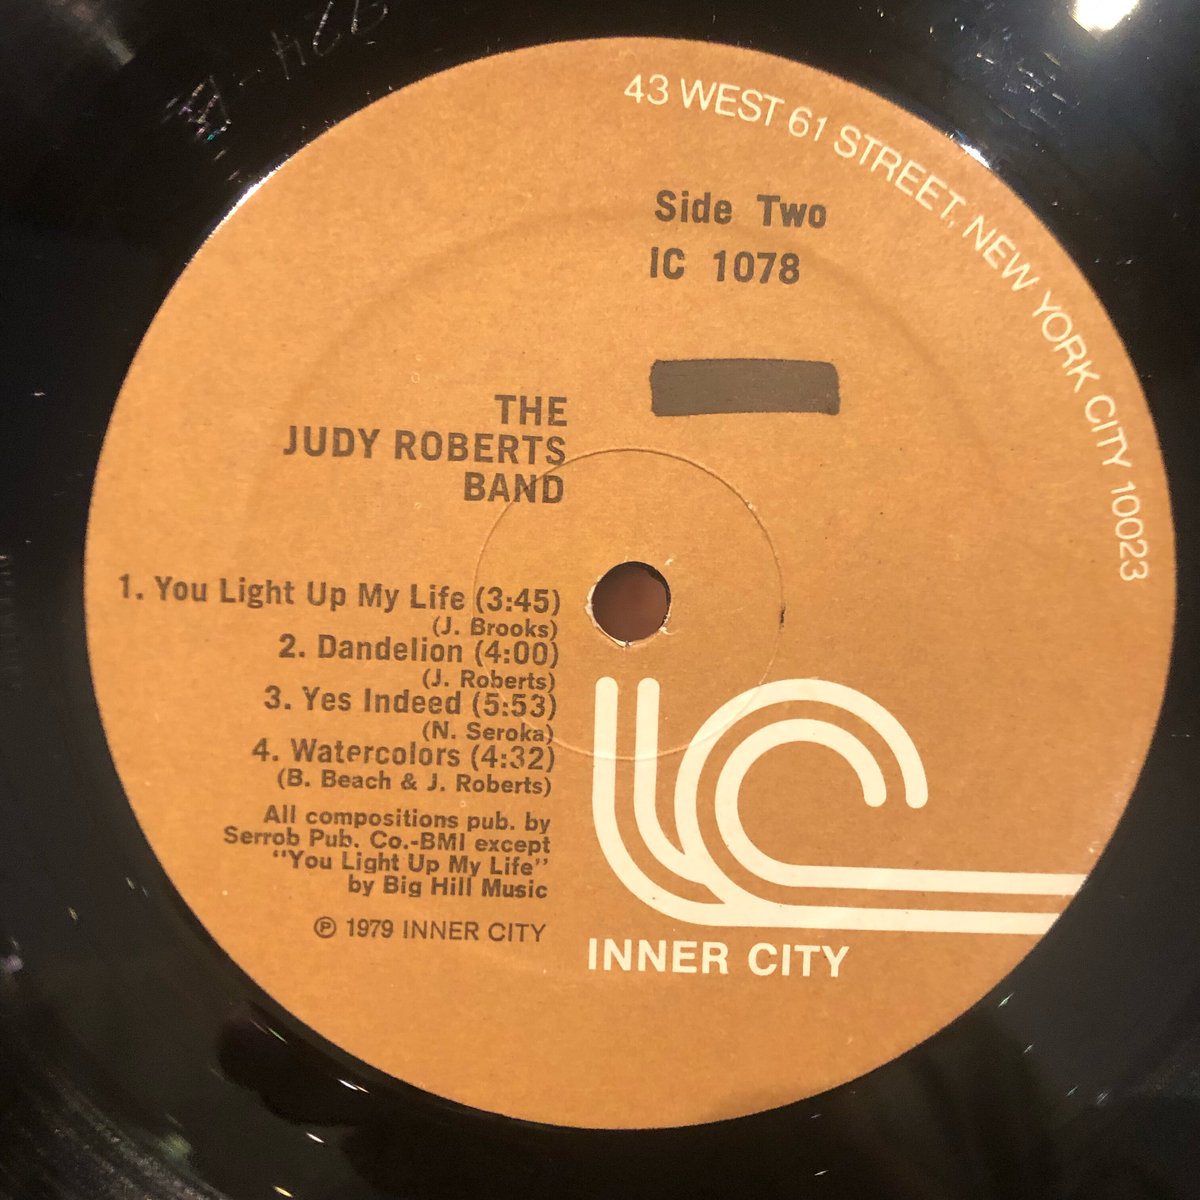 43 WEST 61 STREET, NEW YORK CITY 10023
Side Two
IC 1078
THE
JUDY ROBERTS
BAND
1. You Light Up My Life (3:45)
(J. Brooks)
2. Dandelion (4:00)
(J. Roberts)
3. Yes Indeed (5:53)
(N. Seroka)
4. Watercolors (4:32)
(B. Beach & J. Roberts)
All compositions pub. by
Serrob Pub. Co.-BMI except
"You Light Up My Life"
by Big Hill Music
℗ 1979 INNER CITY
IC
INNER CITY